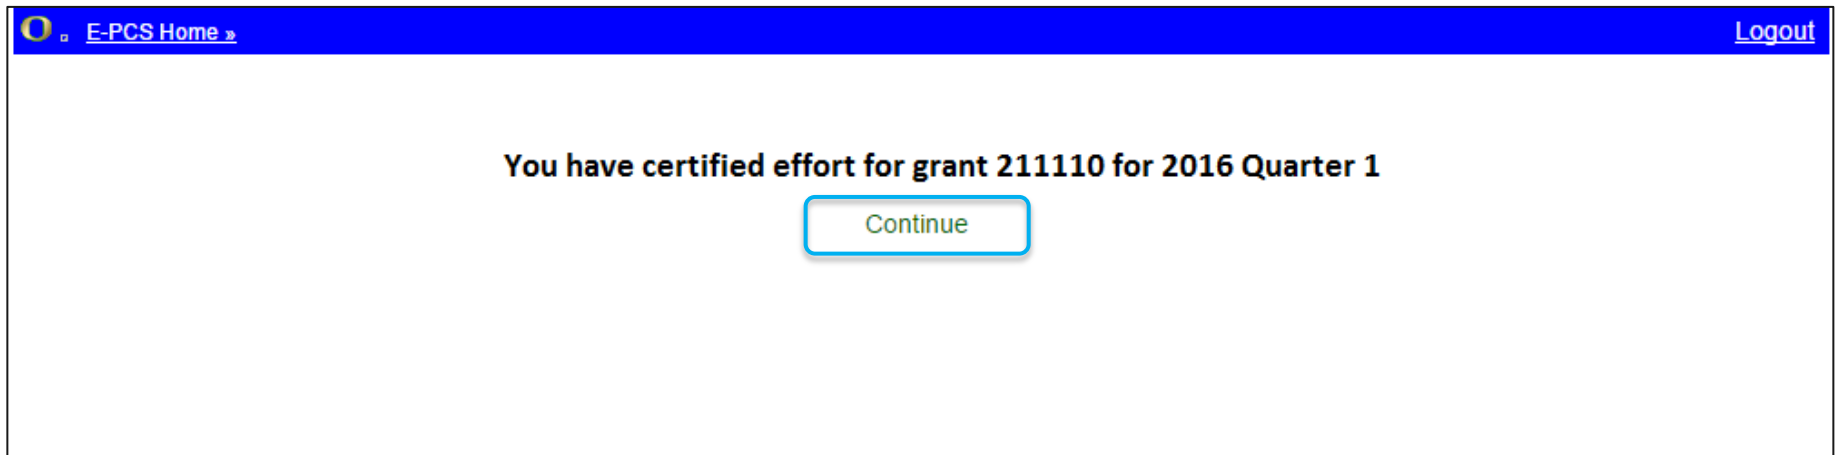 O E-PCS Home » Logout
You have certified effort for grant 211110 for 2016 Quarter 1
Continue